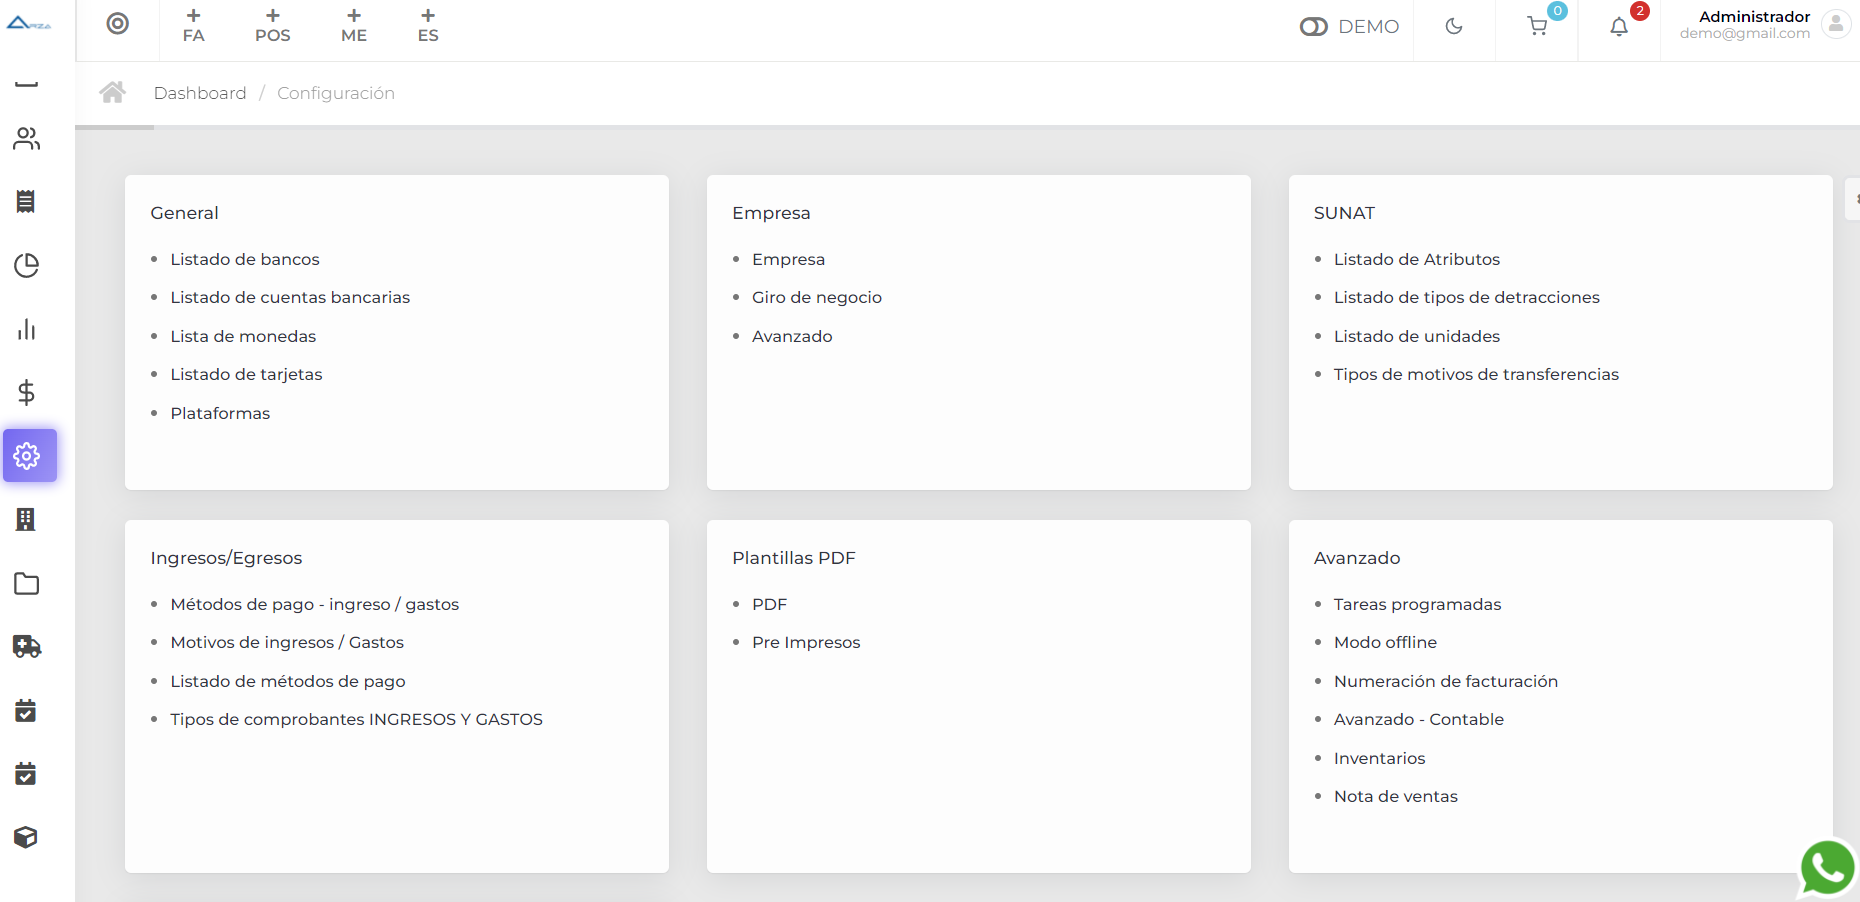 ARZA
+ FA
+ POS
+ ME
+ ES
DEMO
0
2
Administrador
demo@gmail.com
Dashboard / Configuración
General
Listado de bancos
Listado de cuentas bancarias
Lista de monedas
Listado de tarjetas
Plataformas
Empresa
Empresa
Giro de negocio
Avanzado
SUNAT
Listado de Atributos
Listado de tipos de detracciones
Listado de unidades
Tipos de motivos de transferencias
Ingresos/Egresos
Métodos de pago - ingreso / gastos
Motivos de ingresos / Gastos
Listado de métodos de pago
Tipos de comprobantes INGRESOS Y GASTOS
Plantillas PDF
PDF
Pre Impresos
Avanzado
Tareas programadas
Modo offline
Numeración de facturación
Avanzado - Contable
Inventarios
Nota de ventas